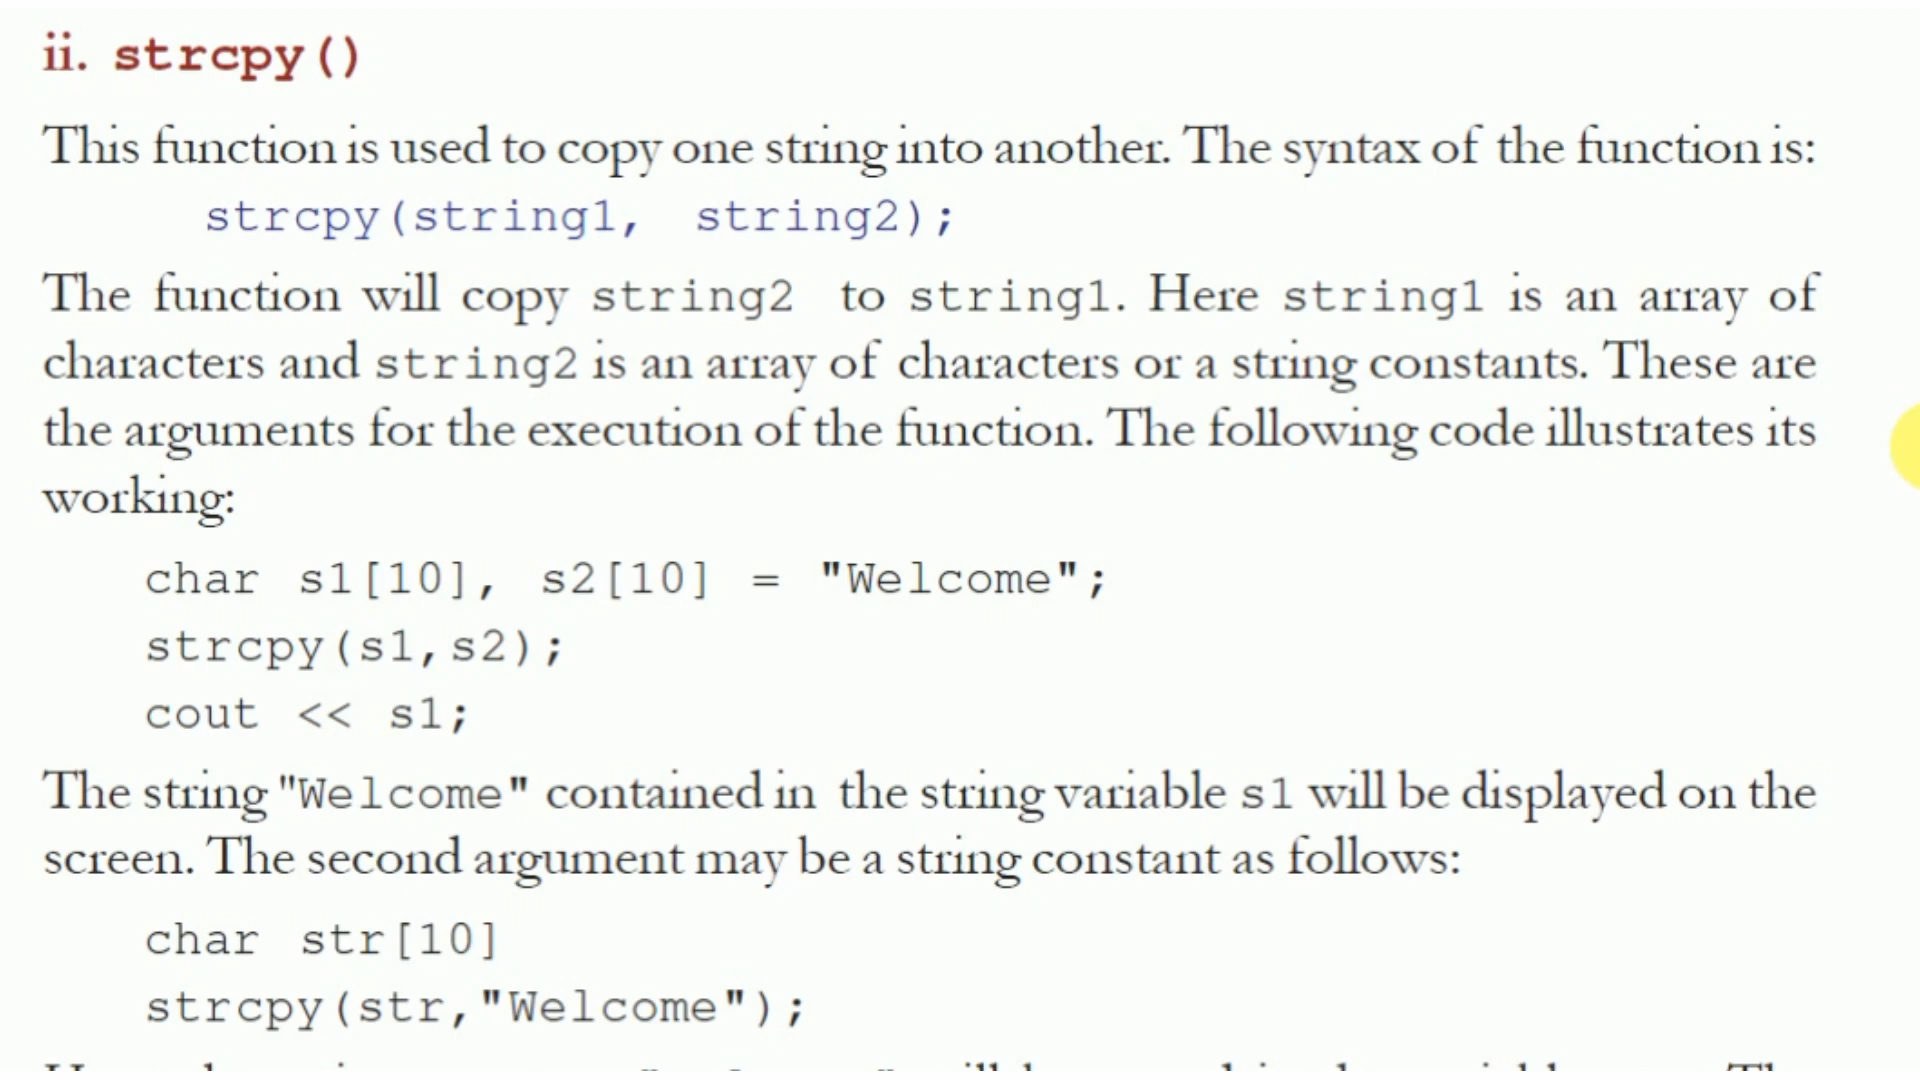 ii. strcpy()
This function is used to copy one string into another. The syntax of the function is:
strcpy(string1, string2);
The function will copy string2 to string1. Here string1 is an array of
characters and string2 is an array of characters or a string constants. These are
the arguments for the execution of the function. The following code illustrates its
working:
char s1[10], s2[10] = "Welcome";
strcpy(s1,s2);
cout << s1;
The string "Welcome" contained in the string variable s1 will be displayed on the
screen. The second argument may be a string constant as follows:
char str[10]
strcpy(str,"Welcome");